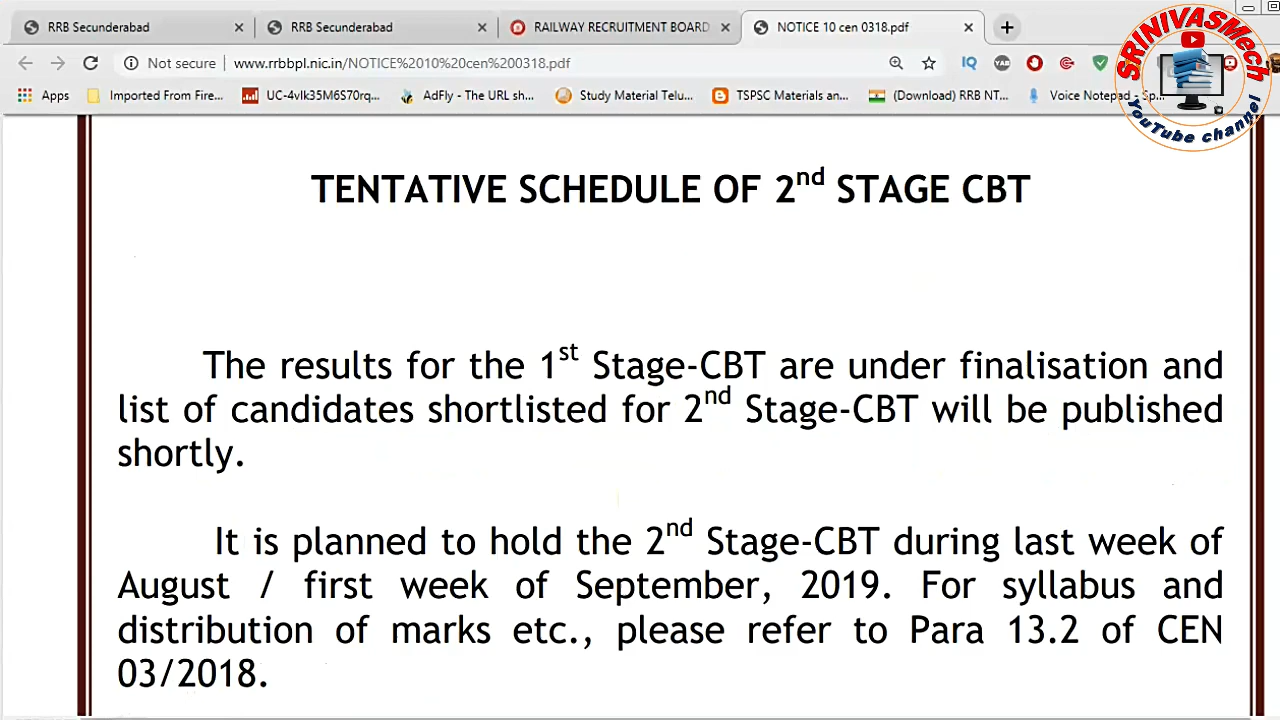 RRB Secunderabad
RRB Secunderabad
RAILWAY RECRUITMENT BOARD
NOTICE 10 cen 0318.pdf
Not secure
www.rrbbpl.nic.in/NOTICE%2010%20cen%200318.pdf
IQ
YAB
Apps
Imported From Fire...
UC-4vlk35M6S70rq...
AdFly - The URL sh...
Study Material Telu...
TSPSC Materials an...
(Download) RRB NT...
Voice Notepad - Sp...
SRINIVASMech
YouTube channel
TENTATIVE SCHEDULE OF 2nd STAGE CBT
The results for the 1st Stage-CBT are under finalisation and
list of candidates shortlisted for 2nd Stage-CBT will be published
shortly.
It is planned to hold the 2nd Stage-CBT during last week of
August / first week of September, 2019. For syllabus and
distribution of marks etc., please refer to Para 13.2 of CEN
03/2018.